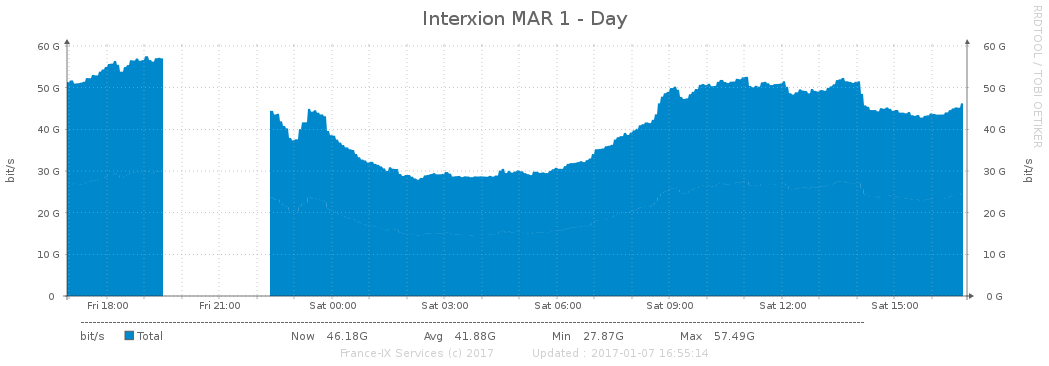 Interxion MAR 1 - Day
RRDTOOL / TOBI OETIKER
60 G 60 G
50 G 50 G
40 G 40 G
30 G 30 G
20 G 20 G
10 G 10 G
0 0 G
bit/s bit/s
Fri 18:00 Fri 21:00 Sat 00:00 Sat 03:00 Sat 06:00 Sat 09:00 Sat 12:00 Sat 15:00
bit/s Total Now 46.18G Avg 41.88G Min 27.87G Max 57.49G
France-IX Services (c) 2017 Updated : 2017-01-07 16:55:14